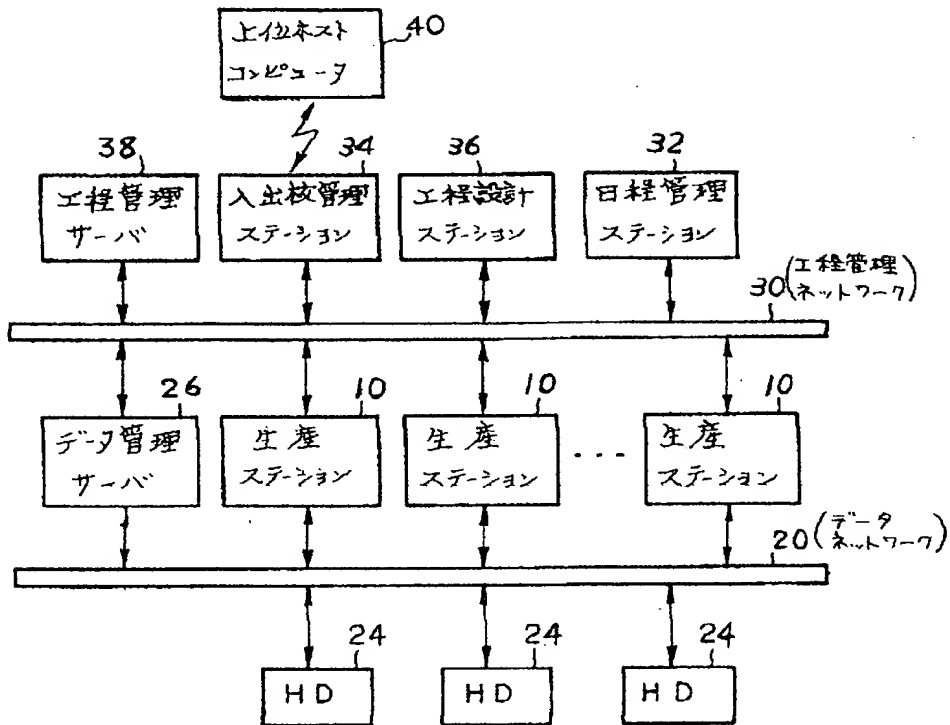 上位ホスト
コンピュータ
40
38
工程管理
サーバ
34
入出稿管理
ステーション
36
工程設計
ステーション
32
日程管理
ステーション
30(工程管理
ネットワーク)
26
データ管理
サーバ
10
生産
ステーション
10
生産
ステーション
...
10
生産
ステーション
20(データ
ネットワーク)
24
HD
24
HD
24
HD